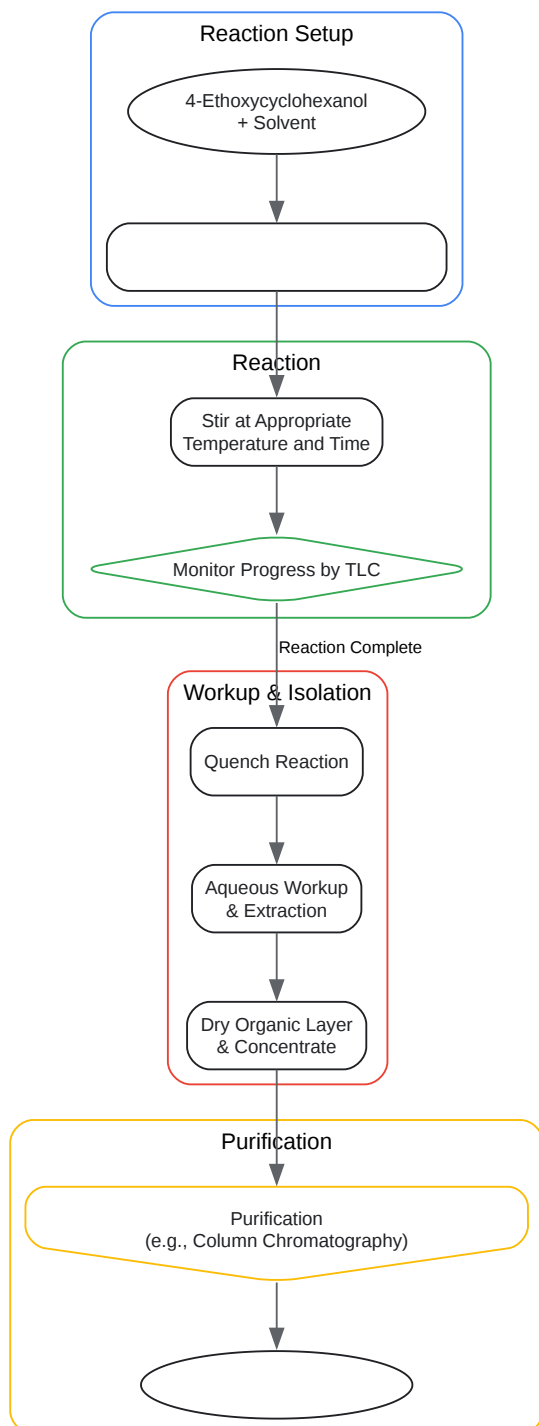 Reaction Setup
4-Ethoxycyclohexanol
+ Solvent
Reaction
Stir at Appropriate
Temperature and Time
Monitor Progress by TLC
Reaction Complete
Workup & Isolation
Quench Reaction
Aqueous Workup
& Extraction
Dry Organic Layer
& Concentrate
Purification
Purification
(e.g., Column Chromatography)